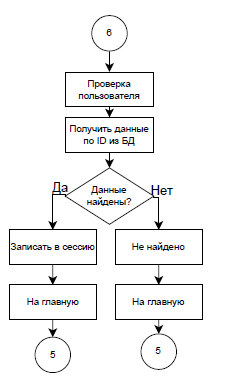 6
Проверка
пользователя
Получить данные
по ID из БД
Данные
найдены?
Да
Нет
Записать в сессию
Не найдено
На главную
На главную
5
5